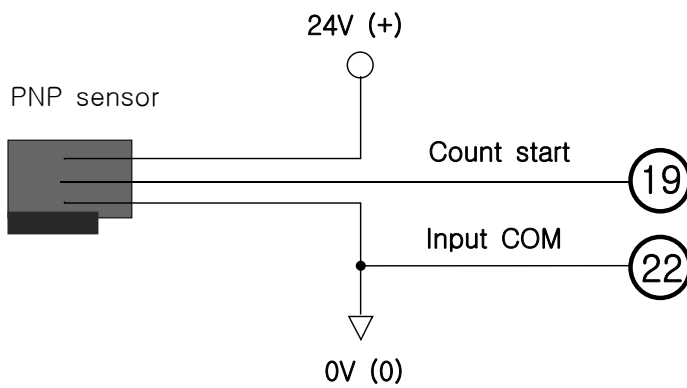 24V (+)
PNP sensor
Count start
19
Input COM
22
0V (0)